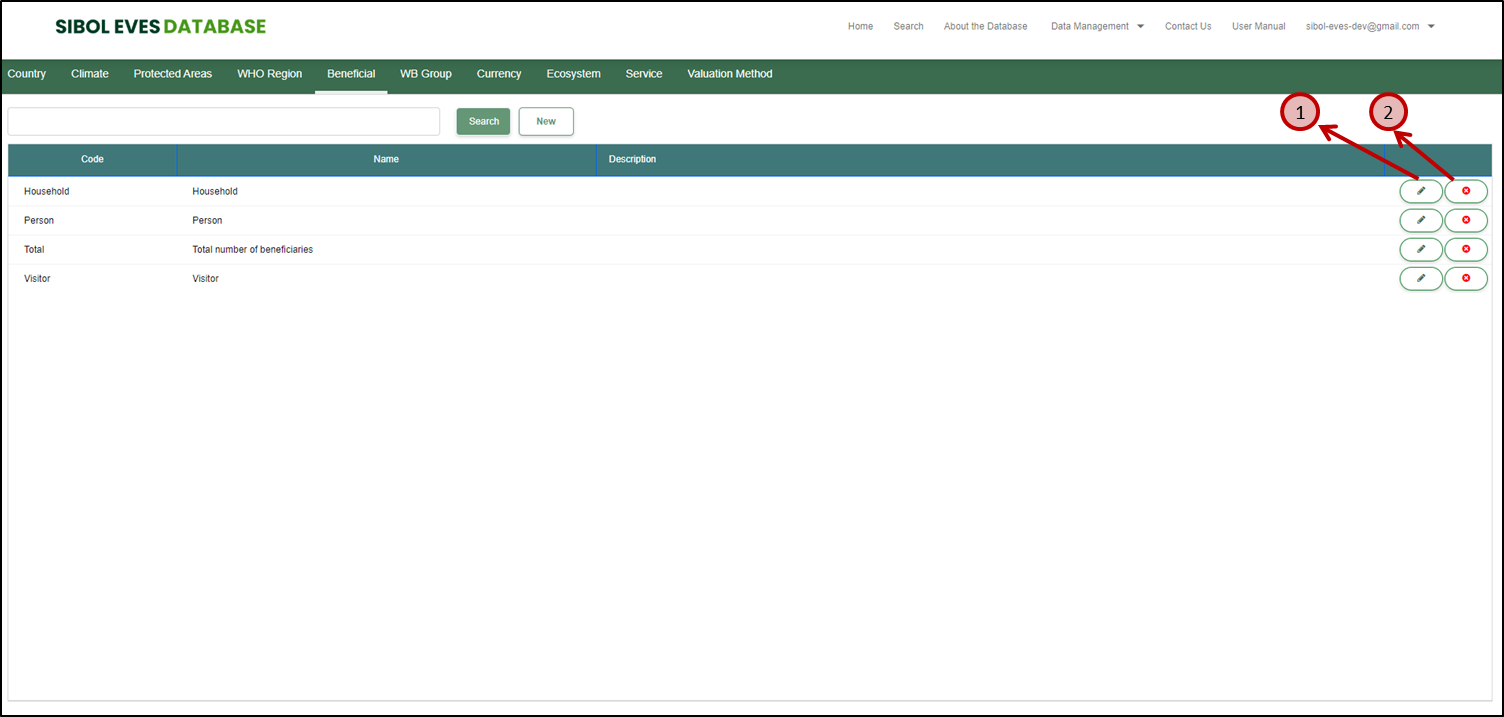 SIBOL EVES DATABASE
Home Search About the Database Data Management Contact Us User Manual sibol-eves-dev@gmail.com
Country Climate Protected Areas WHO Region Beneficial WB Group Currency Ecosystem Service Valuation Method
Search New 1 2
Code Name Description
Household Household
Person Person
Total Total number of beneficiaries
Visitor Visitor